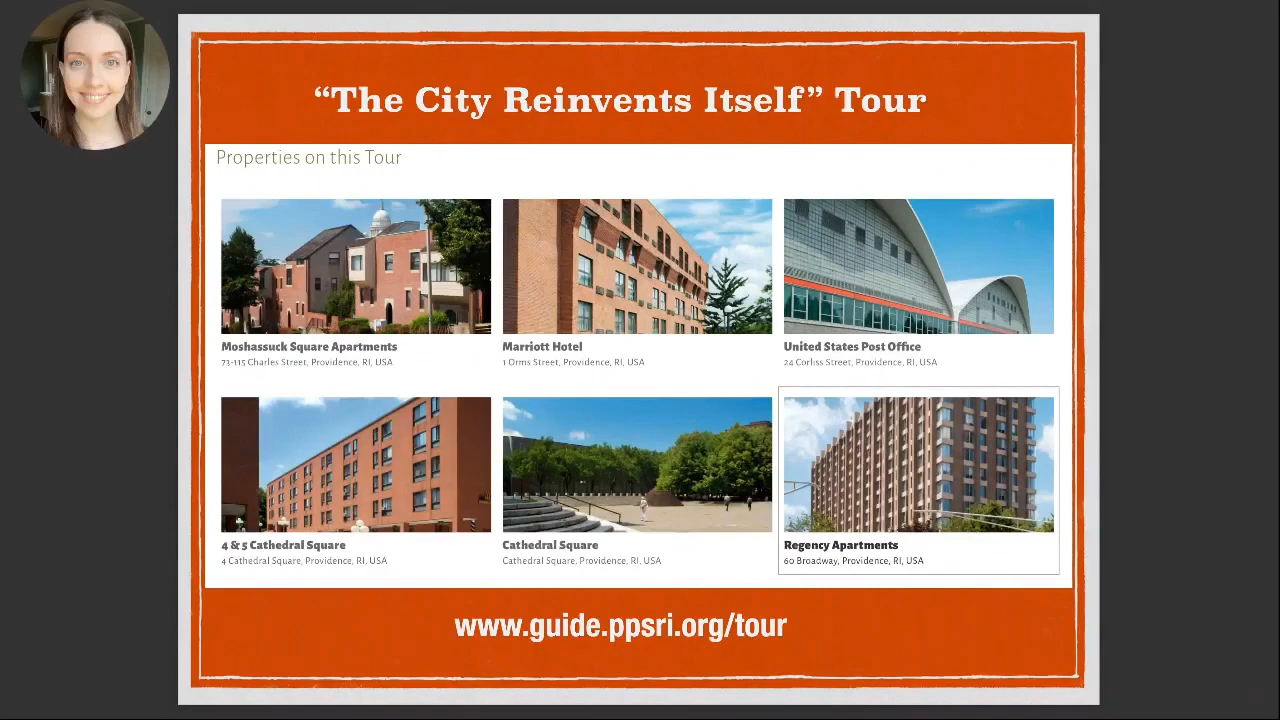 “The City Reinvents Itself” Tour
Properties on this Tour
Moshassuck Square Apartments
73-115 Charles Street, Providence, RI, USA
Marriott Hotel
1 Orms Street, Providence, RI, USA
United States Post Office
24 Corliss Street, Providence, RI, USA
4 & 5 Cathedral Square
4 Cathedral Square, Providence, RI, USA
Cathedral Square
Cathedral Square, Providence, RI, USA
Regency Apartments
60 Broadway, Providence, RI, USA
www.guide.ppsri.org/tour